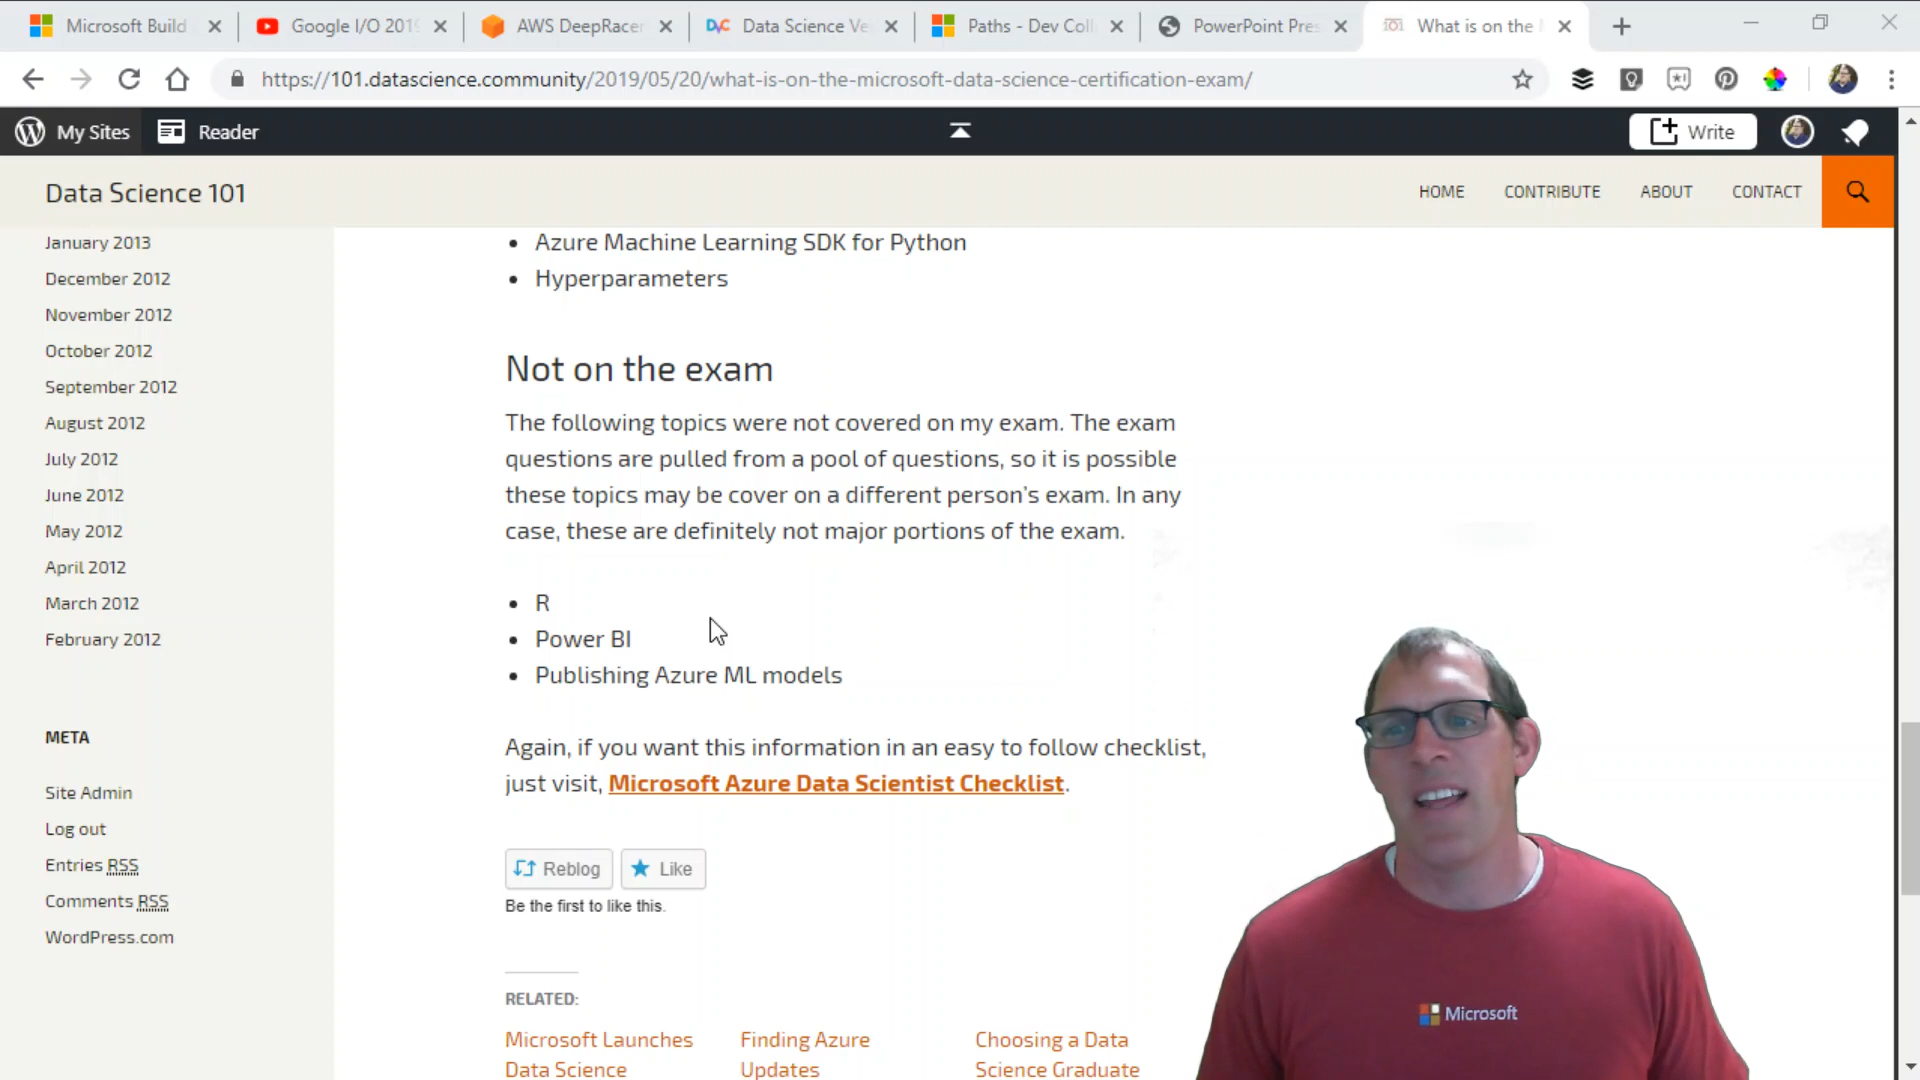 Microsoft Build
Google I/O 2019
AWS DeepRacer
DVC
Data Science Ve
Paths - Dev Coll
PowerPoint Pres
What is on the
https://101.datascience.community/2019/05/20/what-is-on-the-microsoft-data-science-certification-exam/
My Sites
Reader
Write
Data Science 101
HOME
CONTRIBUTE
ABOUT
CONTACT
January 2013
December 2012
November 2012
October 2012
September 2012
August 2012
July 2012
June 2012
May 2012
April 2012
March 2012
February 2012
META
Site Admin
Log out
Entries RSS
Comments RSS
WordPress.com
• Azure Machine Learning SDK for Python
• Hyperparameters
Not on the exam
The following topics were not covered on my exam. The exam
questions are pulled from a pool of questions, so it is possible
these topics may be cover on a different person's exam. In any
case, these are definitely not major portions of the exam.
• R
• Power BI
• Publishing Azure ML models
Again, if you want this information in an easy to follow checklist,
just visit, Microsoft Azure Data Scientist Checklist.
Reblog
Like
Be the first to like this.
RELATED:
Microsoft Launches
Data Science
Finding Azure
Updates
Choosing a Data
Science Graduate
Microsoft